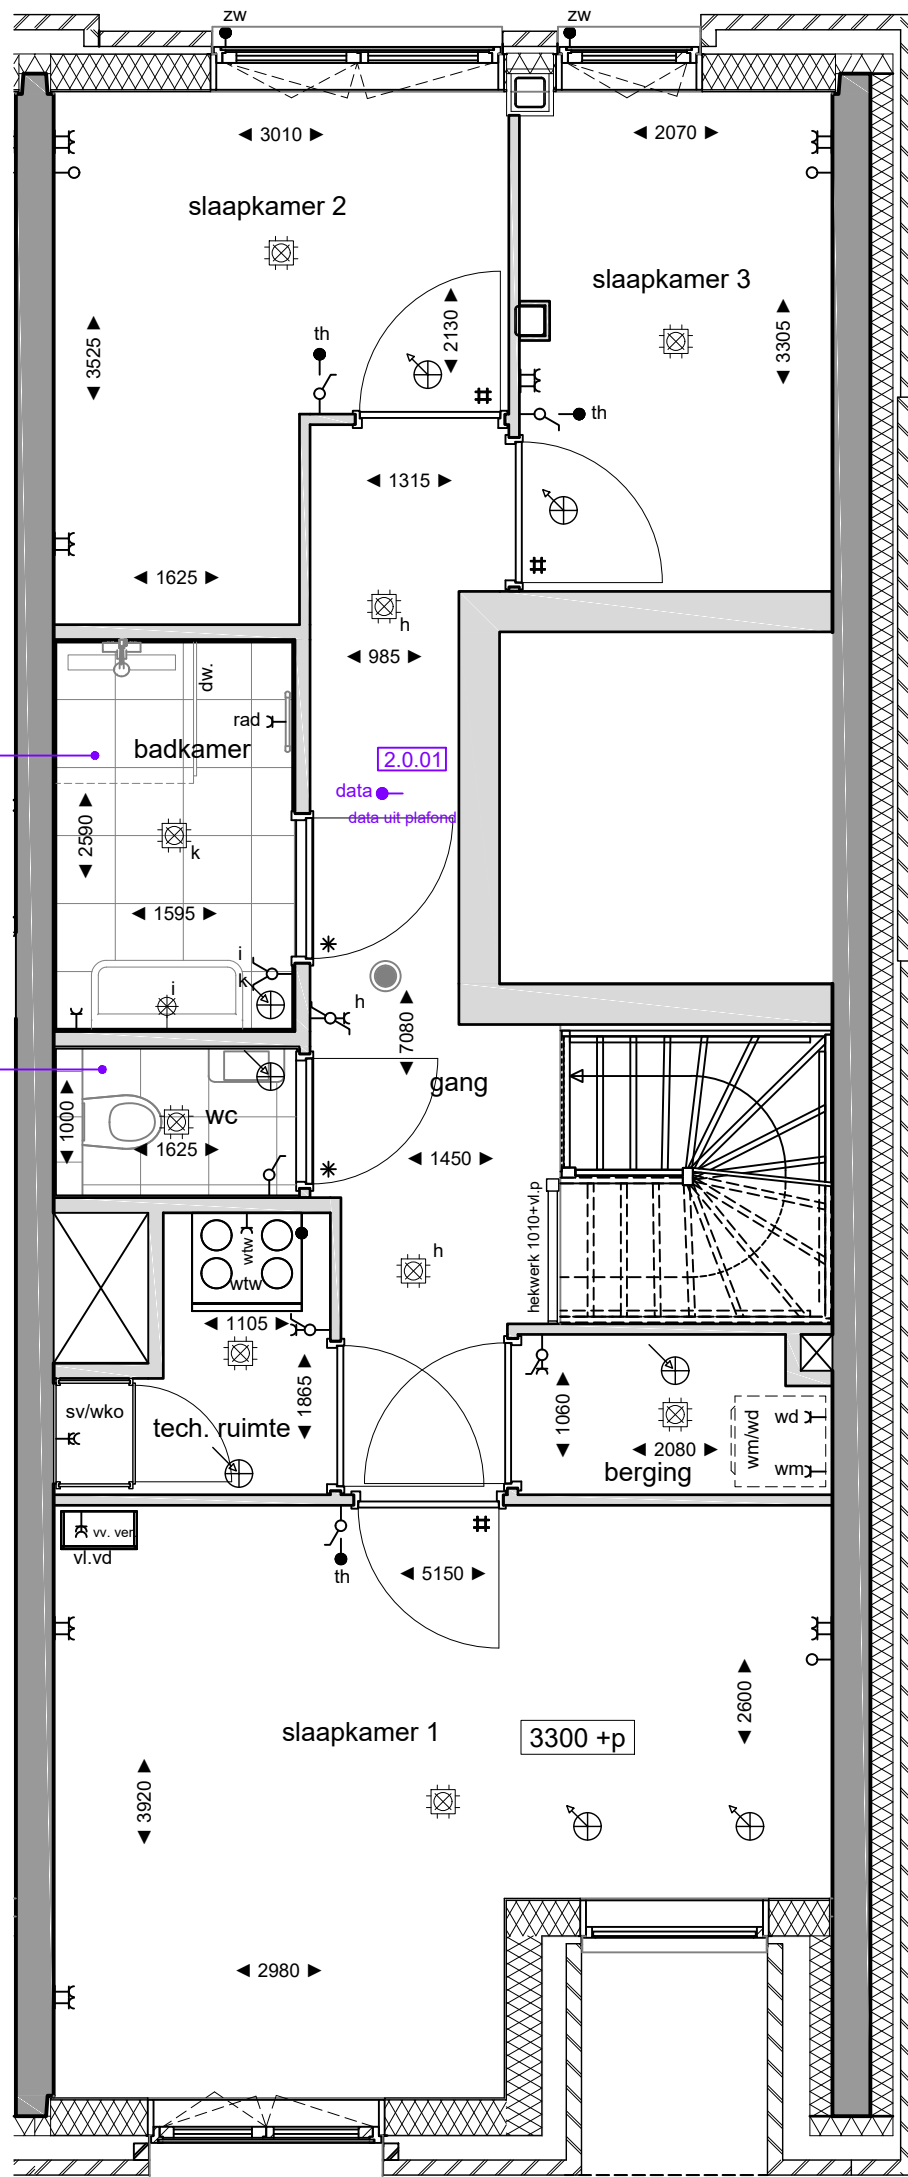 zw
zw
3010
2070
slaapkamer 2
slaapkamer 3
2130
3305
3525
th
th
1315
1625
h
985
dw.
rad
badkamer
2.0.01
data
data uit plafond
2590
k
1595
i
k
i
h
7080
gang
1000
wc
1625
1450
hekwerk 1010+vl.p
wtw
wtw
h
1105
1865
1060
sv/wko
tech. ruimte
2080
berging
wm/wd
wd
wm
vv. ver.
vl.vd
th
5150
2600
slaapkamer 1
3300 +p
3920
2980